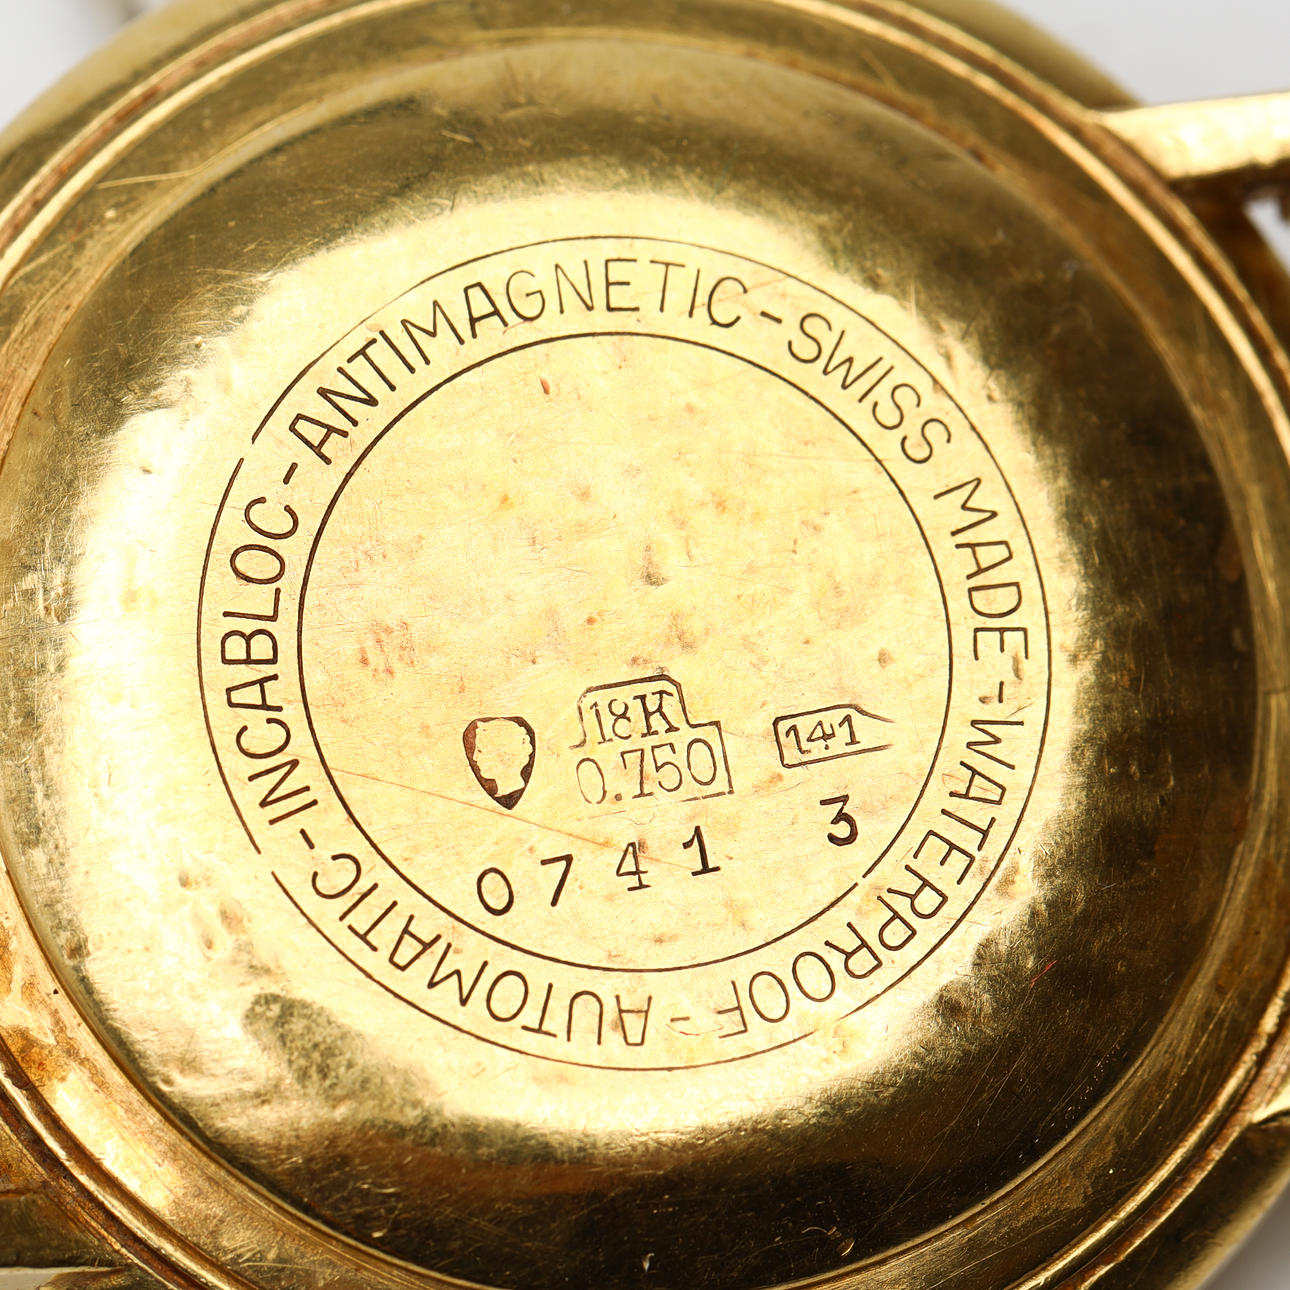 ANTIMAGNETIC-SWISS MADE-WATERPROOF-AUTOMATIC-INCABLOC-
18K
0.750
141
0741 3